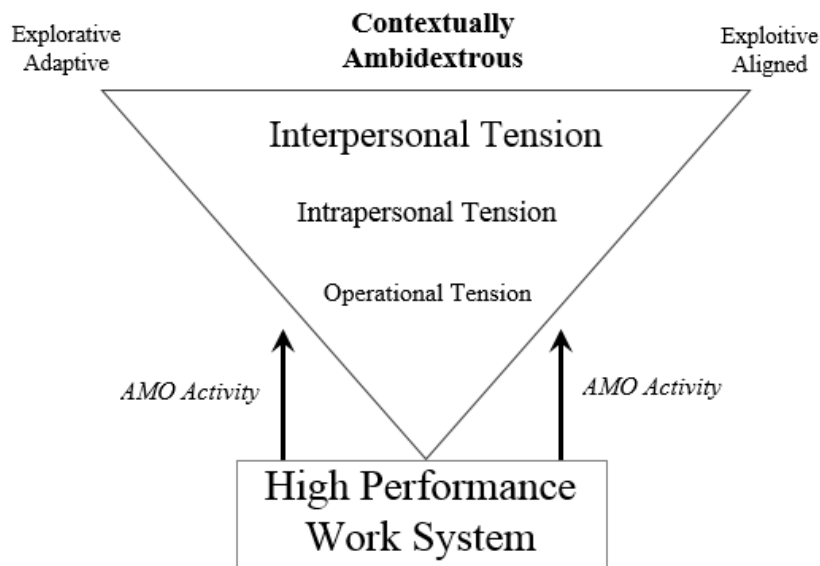 Contextually
Ambidextrous
Explorative
Adaptive
Exploitive
Aligned
Interpersonal Tension
Intrapersonal Tension
Operational Tension
AMO Activity
AMO Activity
High Performance
Work System